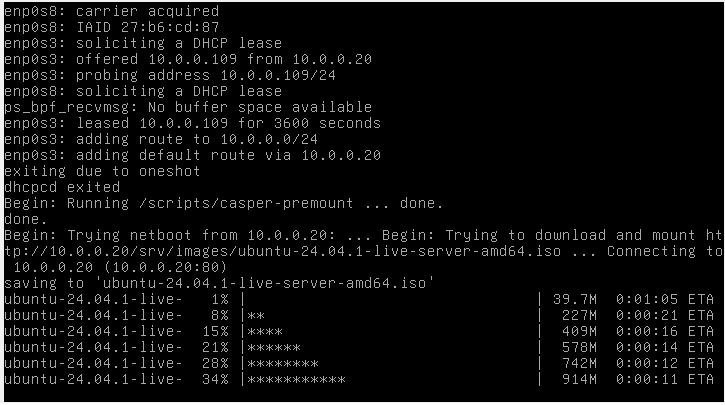 enp0s8: carrier acquired
enp0s8: IAID 27:b6:cd:87
enp0s3: soliciting a DHCP lease
enp0s3: offered 10.0.0.109 from 10.0.0.20
enp0s3: probing address 10.0.0.109/24
enp0s8: soliciting a DHCP lease
ps_bpf_recvmsg: No buffer space available
enp0s3: leased 10.0.0.109 for 3600 seconds
enp0s3: adding route to 10.0.0.0/24
enp0s3: adding default route via 10.0.0.20
exiting due to oneshot
dhcpcd exited
Begin: Running /scripts/casper-premount ... done.
done.
Begin: Trying netboot from 10.0.0.20: ... Begin: Trying to download and mount ht
tp://10.0.0.20/srv/images/ubuntu-24.04.1-live-server-amd64.iso ... Connecting to
 10.0.0.20 (10.0.0.20:80)
saving to 'ubuntu-24.04.1-live-server-amd64.iso'
ubuntu-24.04.1-live-   1% |                                | 39.7M  0:01:05 ETA
ubuntu-24.04.1-live-   8% |**                              |  227M  0:00:21 ETA
ubuntu-24.04.1-live-  15% |****                            |  409M  0:00:16 ETA
ubuntu-24.04.1-live-  21% |******                          |  578M  0:00:14 ETA
ubuntu-24.04.1-live-  28% |********                        |  742M  0:00:12 ETA
ubuntu-24.04.1-live-  34% |***********                     |  914M  0:00:11 ETA